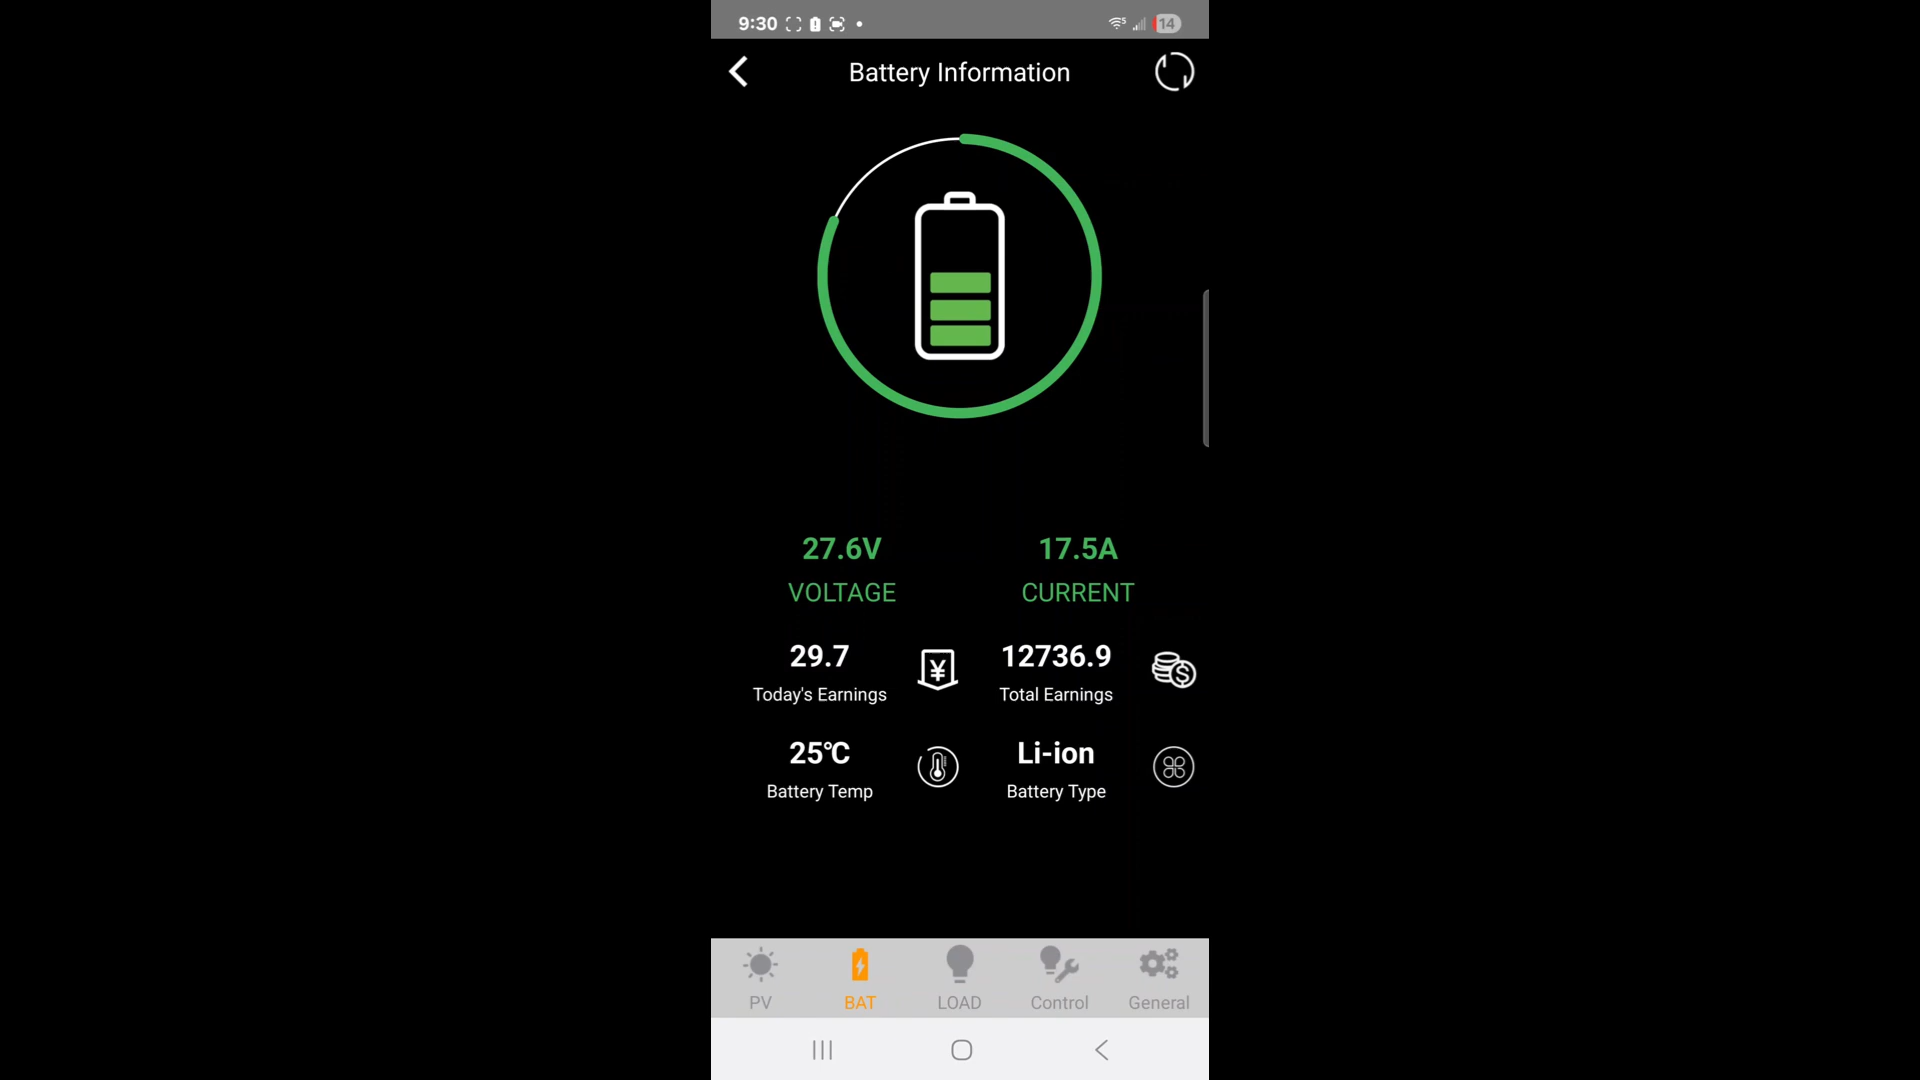 9:30
14
Battery Information
27.6V 17.5A
VOLTAGE CURRENT
29.7 12736.9
Today's Earnings Total Earnings
25℃ Li-ion
Battery Temp Battery Type
PV BAT LOAD Control General